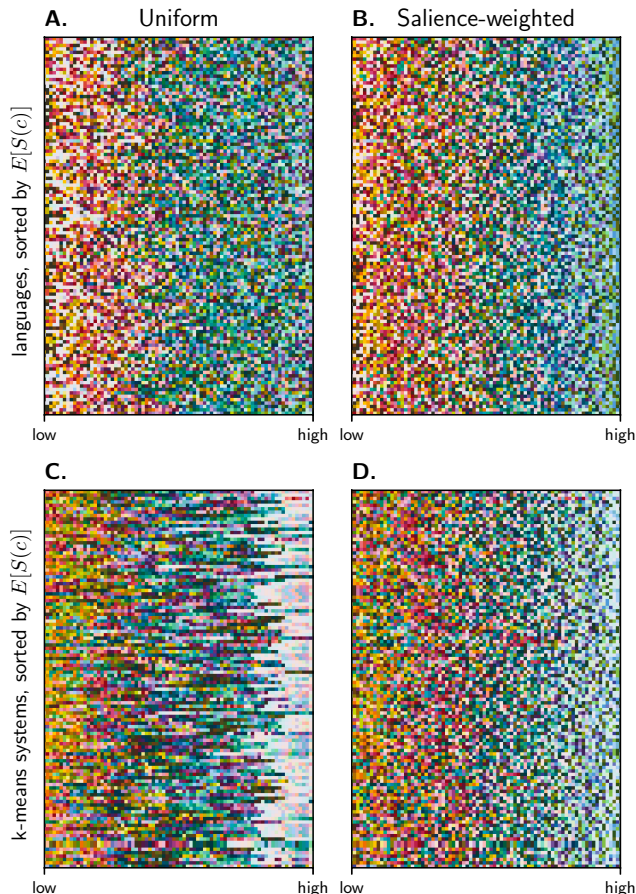 A.
Uniform
B.
Salience-weighted
languages, sorted by E[S(c)]
low
high
low
high
C.
D.
k-means systems, sorted by E[S(c)]
low
high
low
high